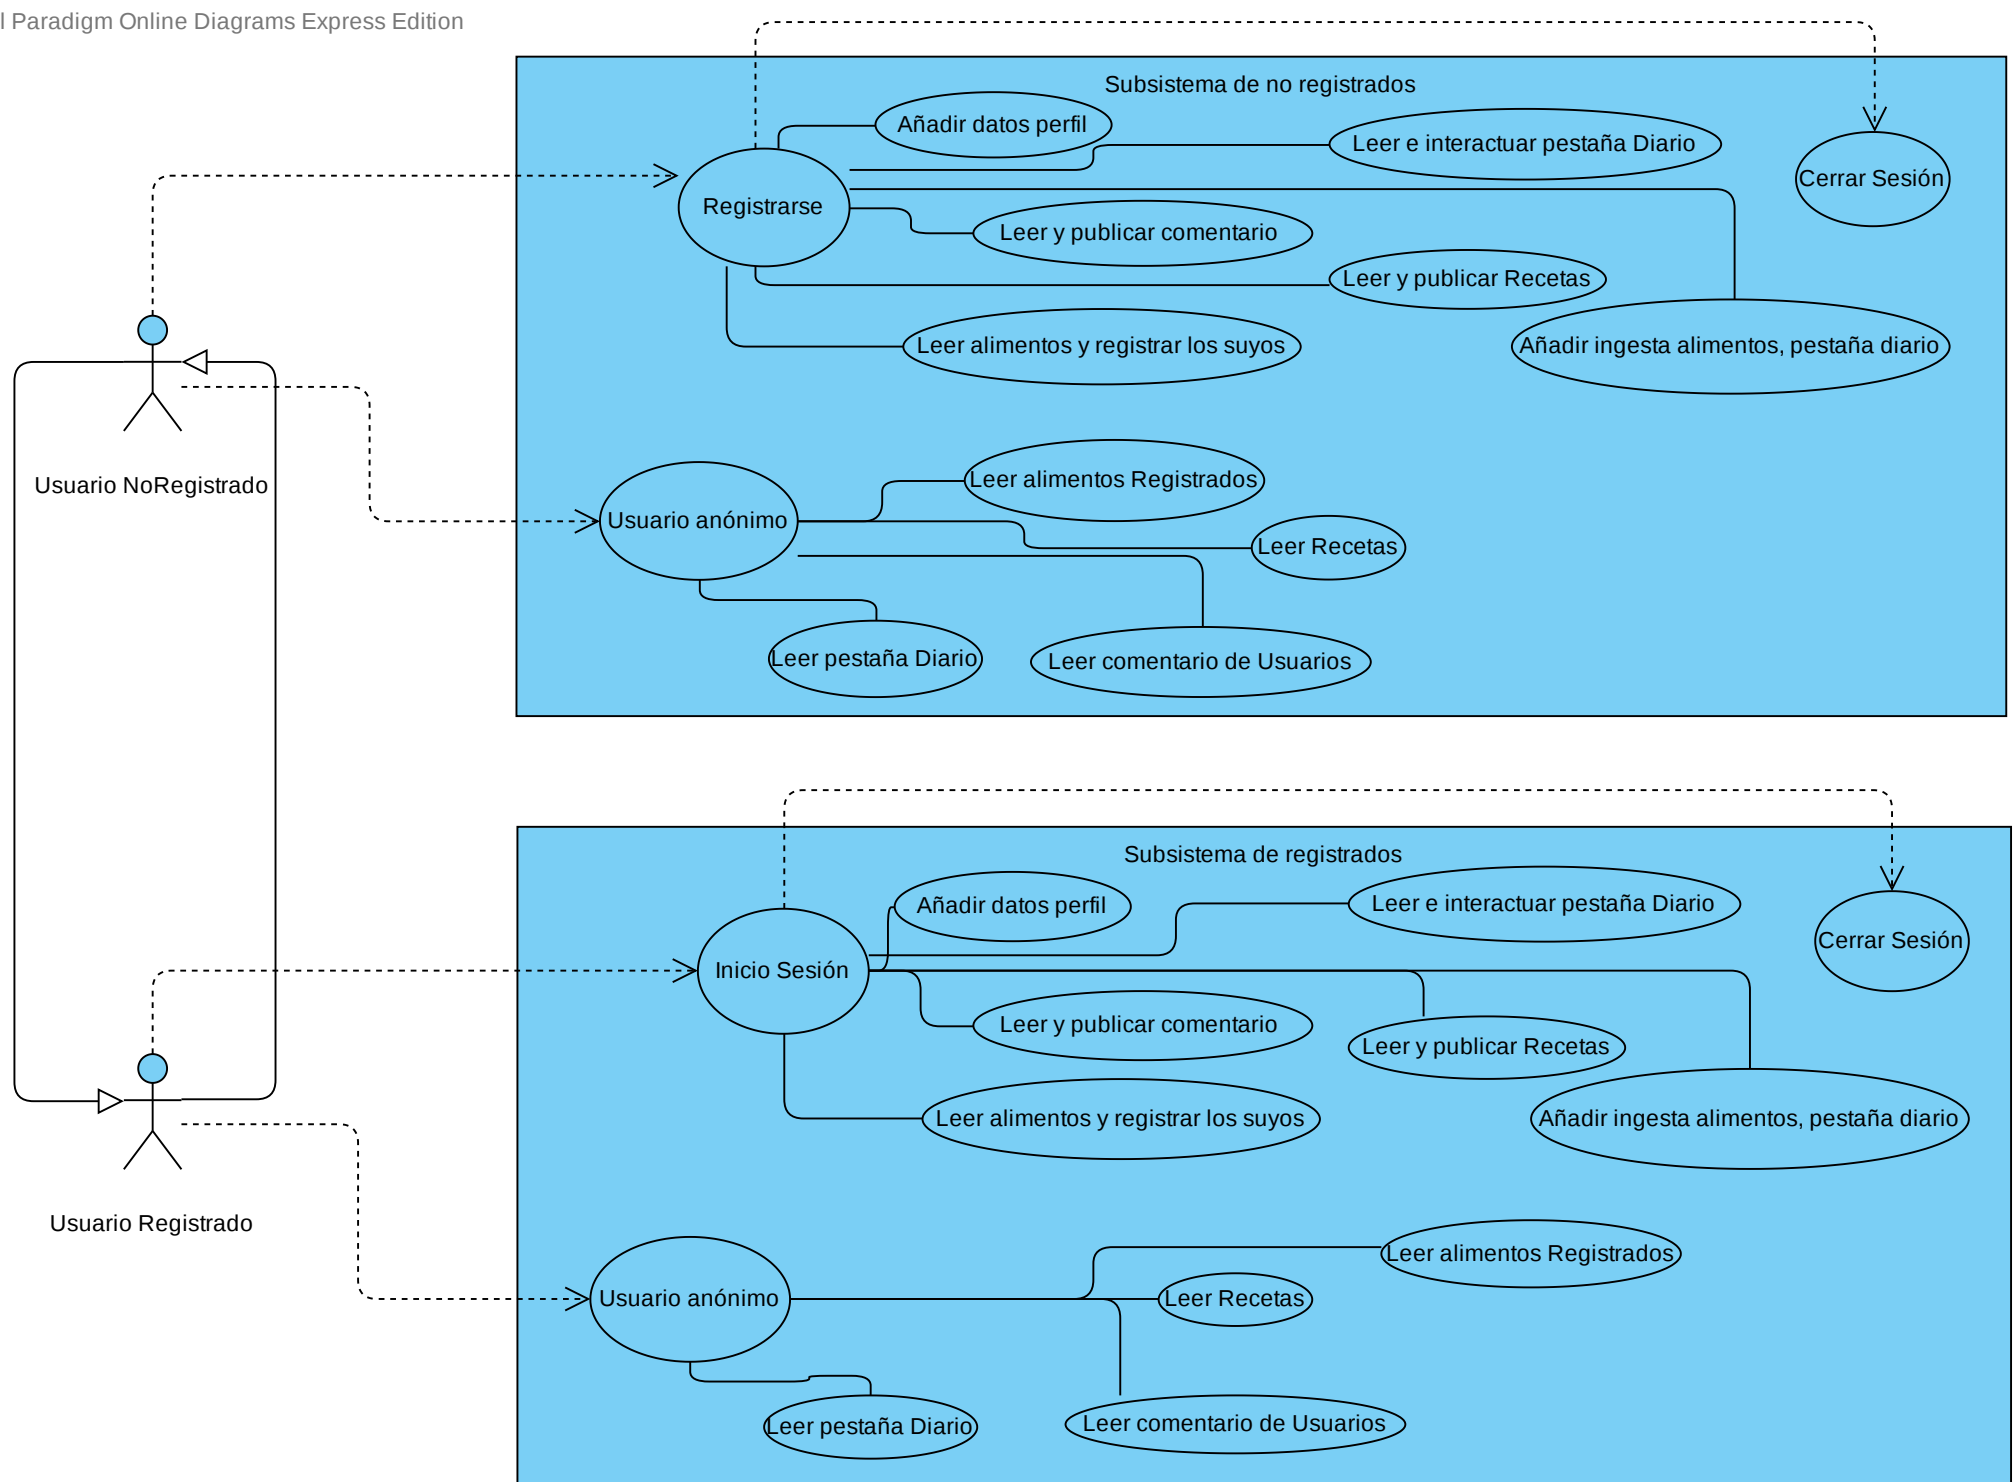 l Paradigm Online Diagrams Express Edition
Subsistema de no registrados
Añadir datos perfil
Leer e interactuar pestaña Diario
Cerrar Sesión
Registrarse
Leer y publicar comentario
Leer y publicar Recetas
Leer alimentos y registrar los suyos
Añadir ingesta alimentos, pestaña diario
Usuario NoRegistrado
Leer alimentos Registrados
Usuario anónimo
Leer Recetas
Leer pestaña Diario
Leer comentario de Usuarios
Subsistema de registrados
Añadir datos perfil
Leer e interactuar pestaña Diario
Cerrar Sesión
Inicio Sesión
Leer y publicar comentario
Leer y publicar Recetas
Leer alimentos y registrar los suyos
Añadir ingesta alimentos, pestaña diario
Usuario Registrado
Leer alimentos Registrados
Usuario anónimo
Leer Recetas
Leer pestaña Diario
Leer comentario de Usuarios